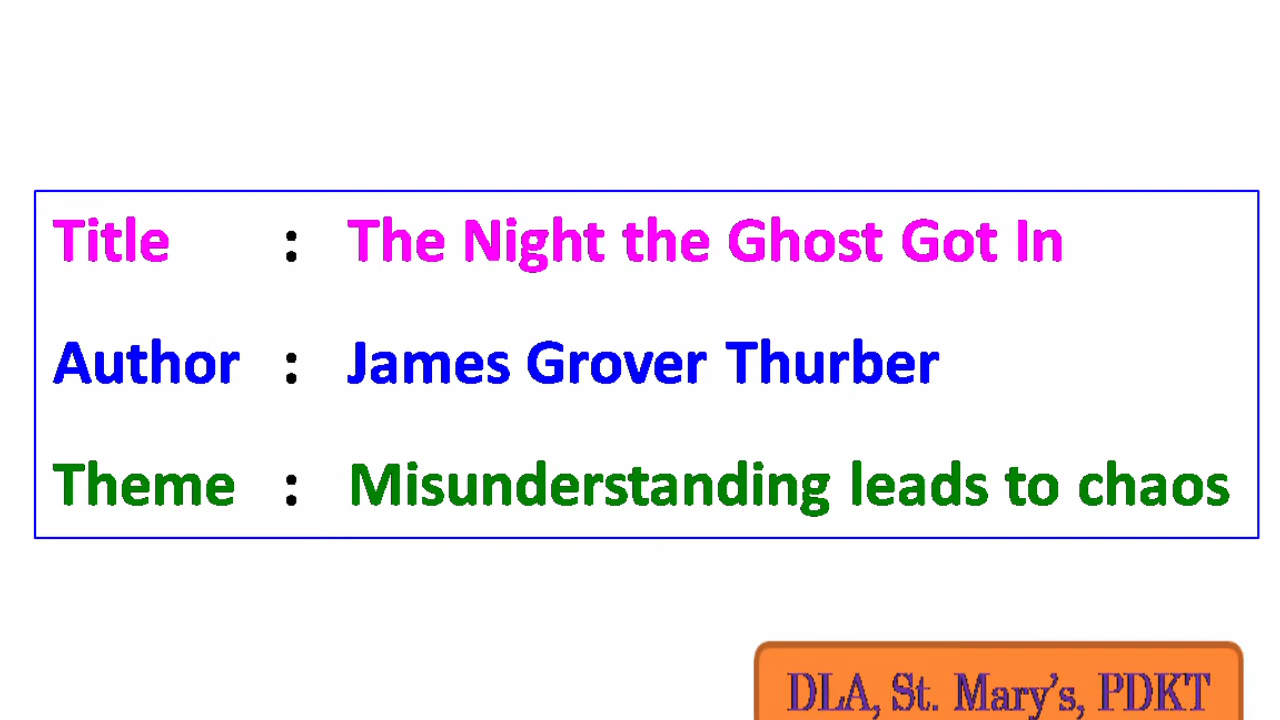 Title : The Night the Ghost Got In
Author : James Grover Thurber
Theme : Misunderstanding leads to chaos
DLA, St. Mary's, PDKT